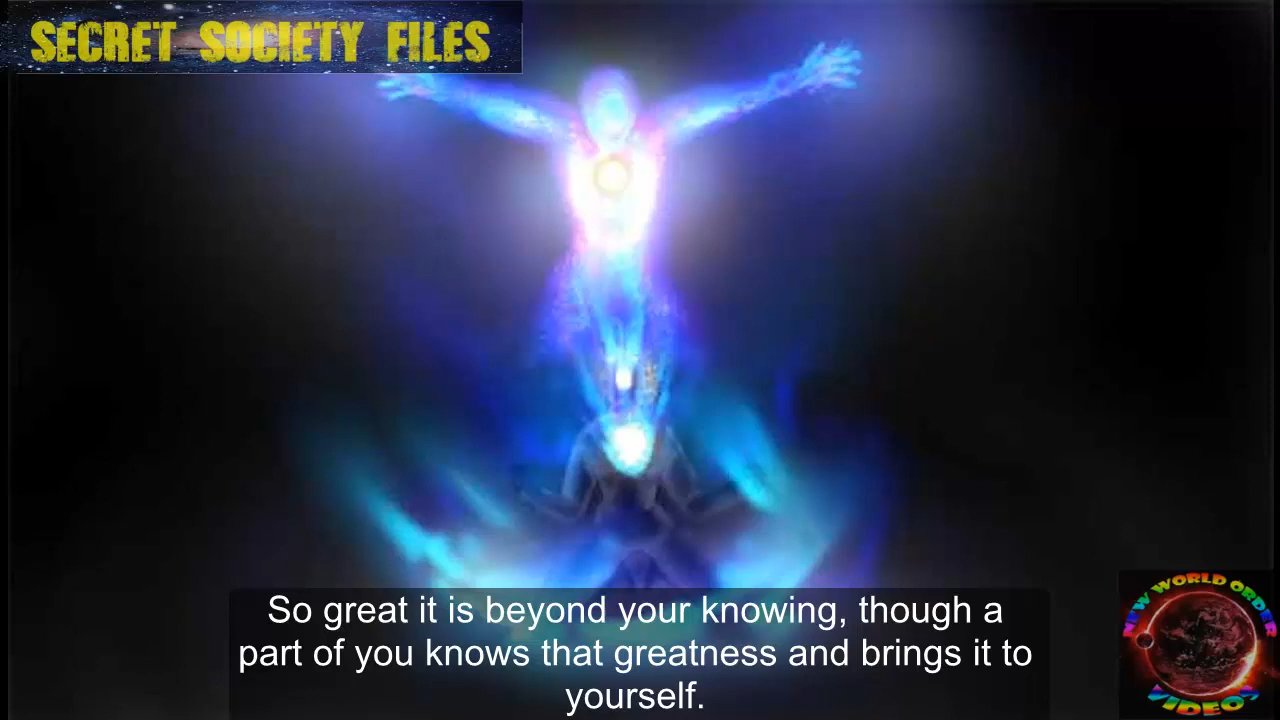 SECRET SOCIETY FILES
So great it is beyond your knowing, though a
part of you knows that greatness and brings it to
yourself.
NEW WORLD ORDER
VIDEOS